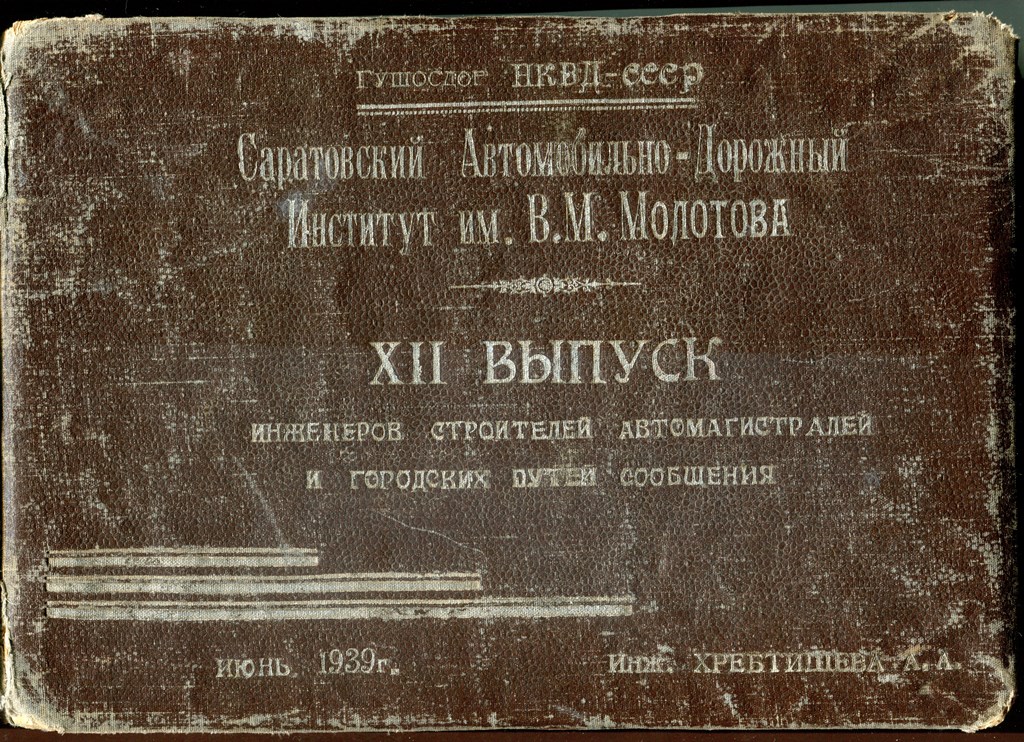 ГУШОСДОР НКВД-СССР
Саратовский Автомобильно-Дорожный
Институт им. В.М. Молотова
XII ВЫПУСК
ИНЖЕНЕРОВ СТРОИТЕЛЕЙ АВТОМАГИСТРАЛЕЙ
И ГОРОДСКИХ ПУТЕЙ СООБЩЕНИЯ
ИЮНЬ 1939г.
Инж. ХРЕБТИЩЕВА А. А.